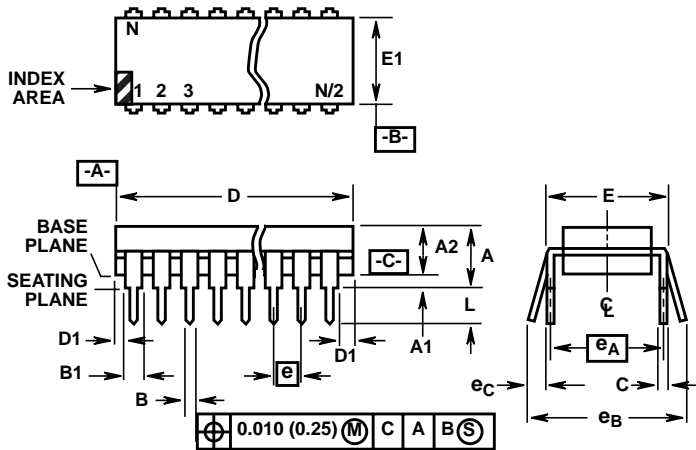 N
E1
INDEX
AREA
1 2 3 N/2
-B-
-A-
D
E
BASE
PLANE
A2
A
-C-
SEATING
PLANE
L
℄
D1
A1
D1
e
eA
B1
eC
C
B
eB
0.010 (0.25) Ⓜ C A B Ⓢ